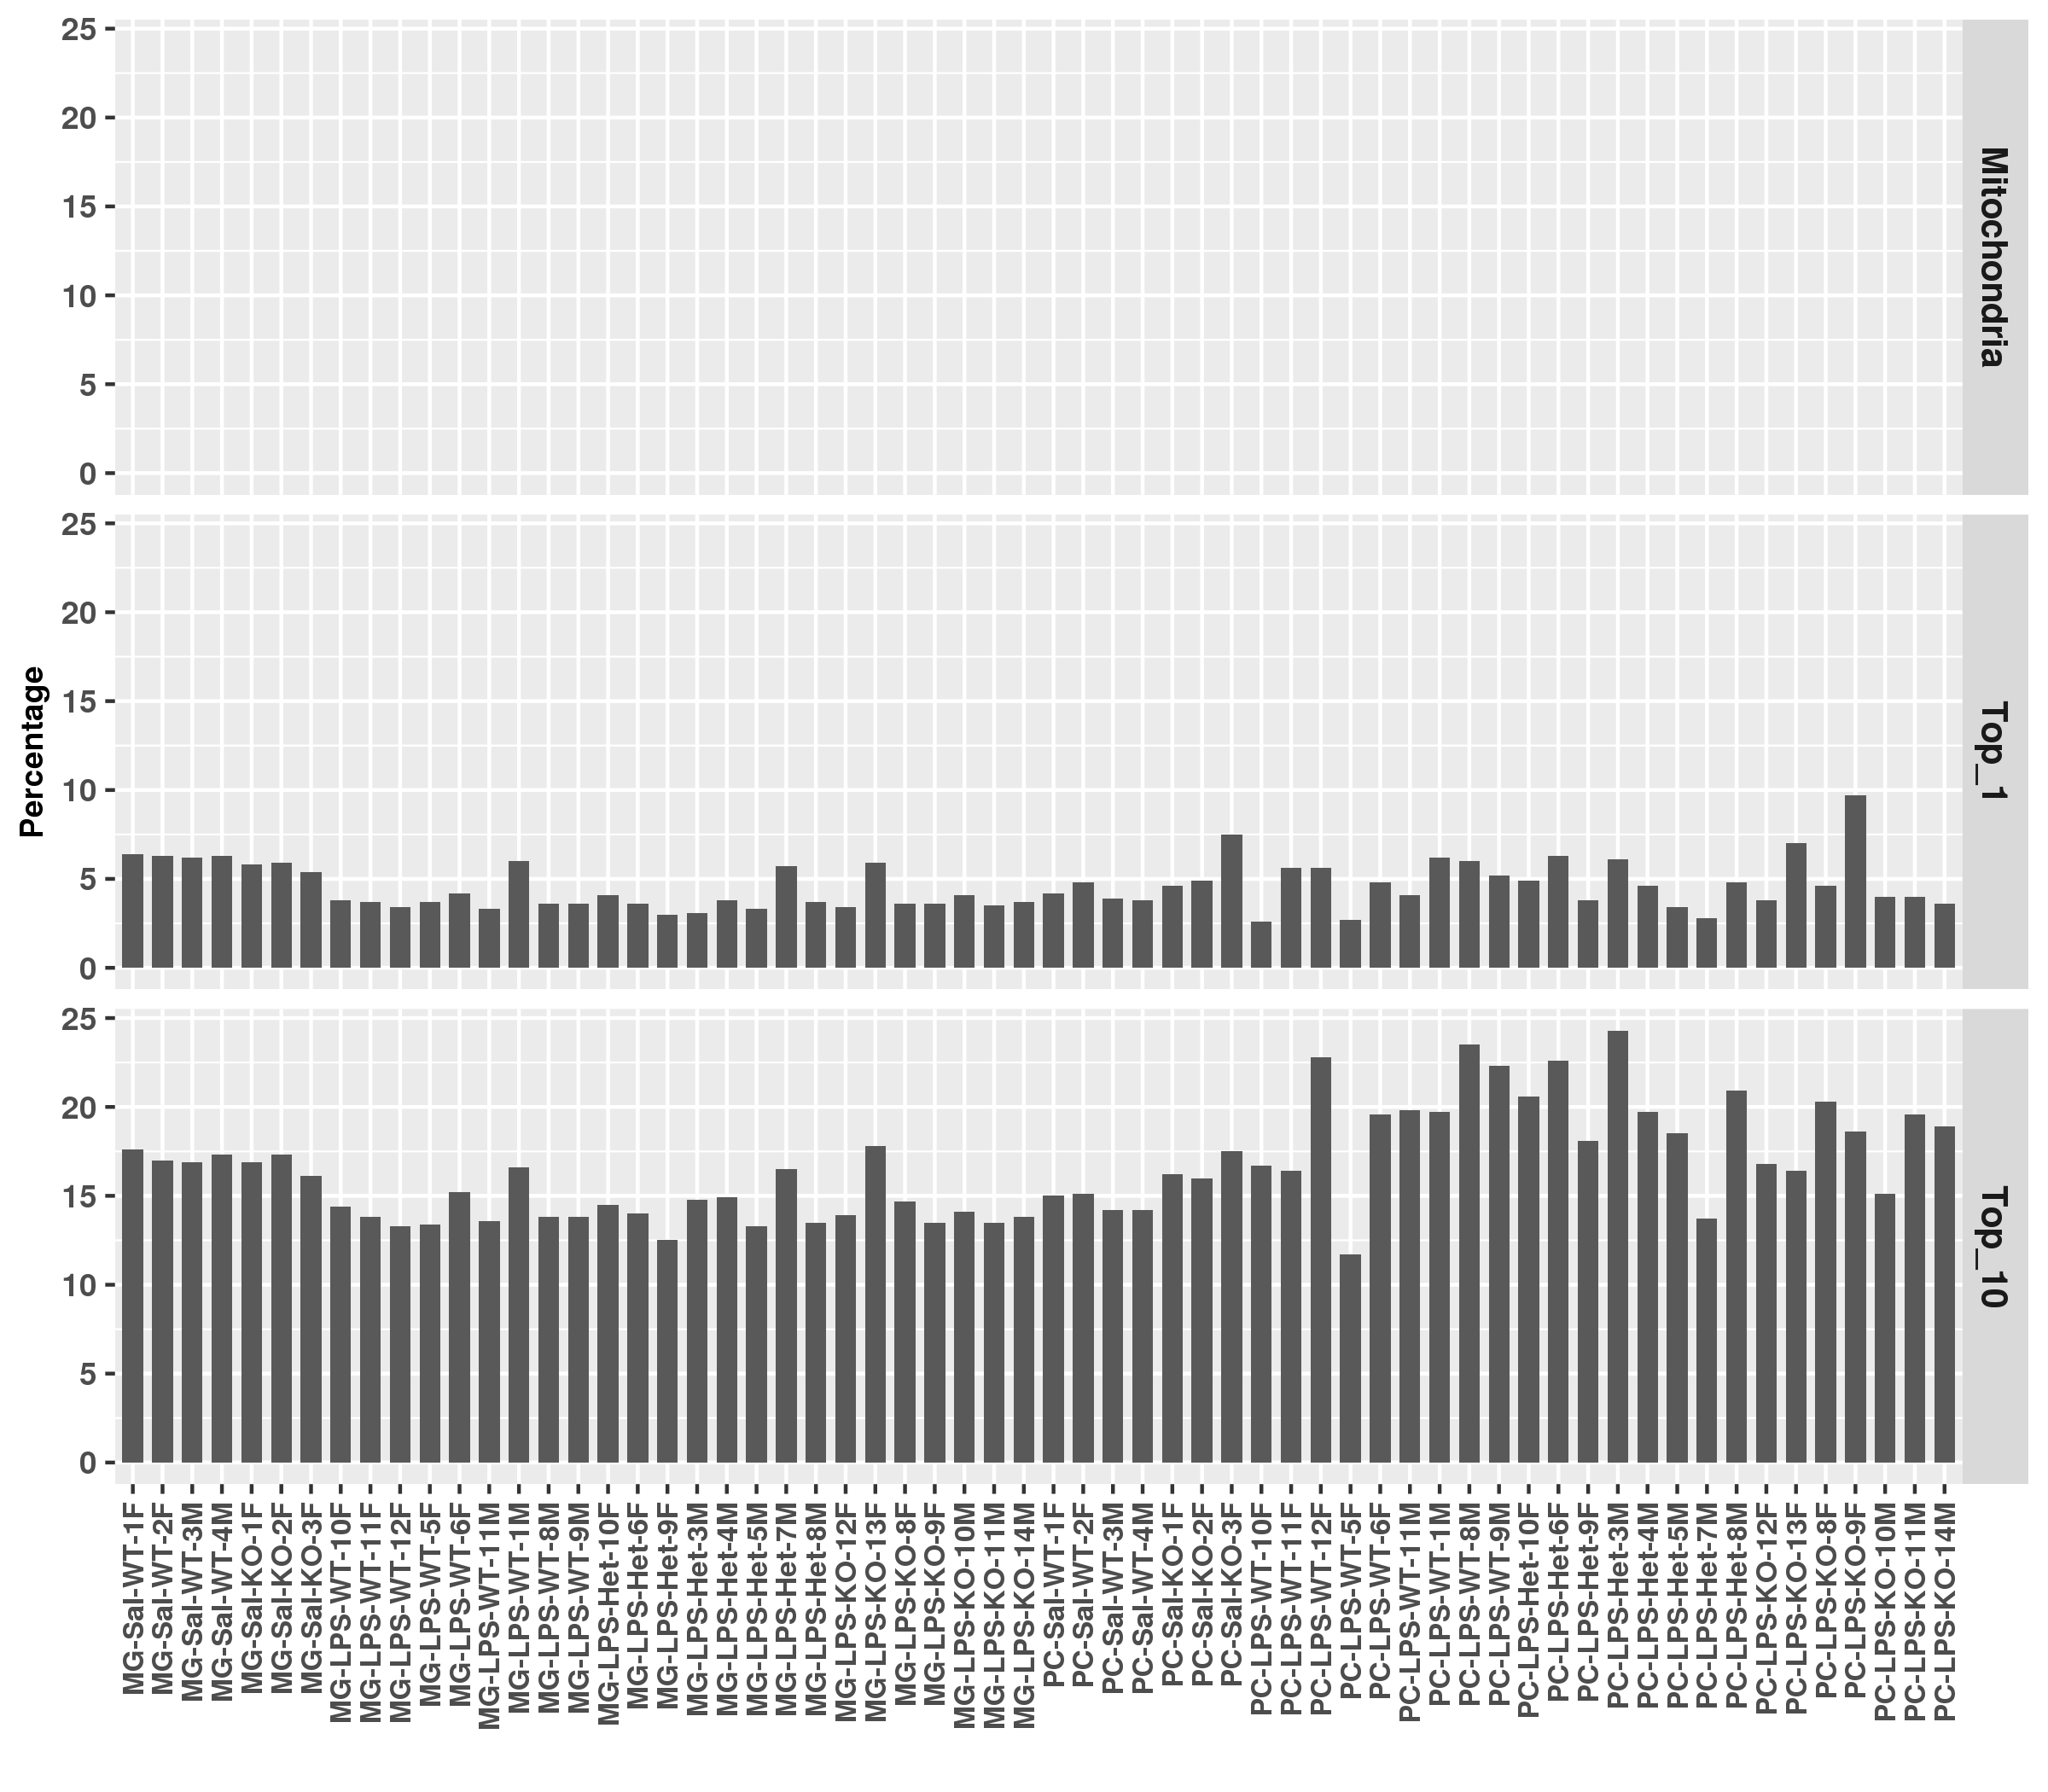 Percentage
25
20
15
10
5
0
Mitochondria
25
20
15
10
5
0
Top_1
25
20
15
10
5
0
Top_10
MG-Sal-WT-1F
MG-Sal-WT-2F
MG-Sal-WT-3M
MG-Sal-WT-4M
MG-Sal-KO-1F
MG-Sal-KO-2F
MG-Sal-KO-3F
MG-LPS-WT-10F
MG-LPS-WT-11F
MG-LPS-WT-12F
MG-LPS-WT-5F
MG-LPS-WT-6F
MG-LPS-WT-11M
MG-LPS-WT-1M
MG-LPS-WT-8M
MG-LPS-WT-9M
MG-LPS-Het-10F
MG-LPS-Het-6F
MG-LPS-Het-9F
MG-LPS-Het-3M
MG-LPS-Het-4M
MG-LPS-Het-5M
MG-LPS-Het-7M
MG-LPS-Het-8M
MG-LPS-KO-12F
MG-LPS-KO-13F
MG-LPS-KO-8F
MG-LPS-KO-9F
MG-LPS-KO-10M
MG-LPS-KO-11M
MG-LPS-KO-14M
PC-Sal-WT-1F
PC-Sal-WT-2F
PC-Sal-WT-3M
PC-Sal-WT-4M
PC-Sal-KO-1F
PC-Sal-KO-2F
PC-Sal-KO-3F
PC-LPS-WT-10F
PC-LPS-WT-11F
PC-LPS-WT-12F
PC-LPS-WT-5F
PC-LPS-WT-6F
PC-LPS-WT-11M
PC-LPS-WT-1M
PC-LPS-WT-8M
PC-LPS-WT-9M
PC-LPS-Het-10F
PC-LPS-Het-6F
PC-LPS-Het-9F
PC-LPS-Het-3M
PC-LPS-Het-4M
PC-LPS-Het-5M
PC-LPS-Het-7M
PC-LPS-Het-8M
PC-LPS-KO-12F
PC-LPS-KO-13F
PC-LPS-KO-8F
PC-LPS-KO-9F
PC-LPS-KO-10M
PC-LPS-KO-11M
PC-LPS-KO-14M